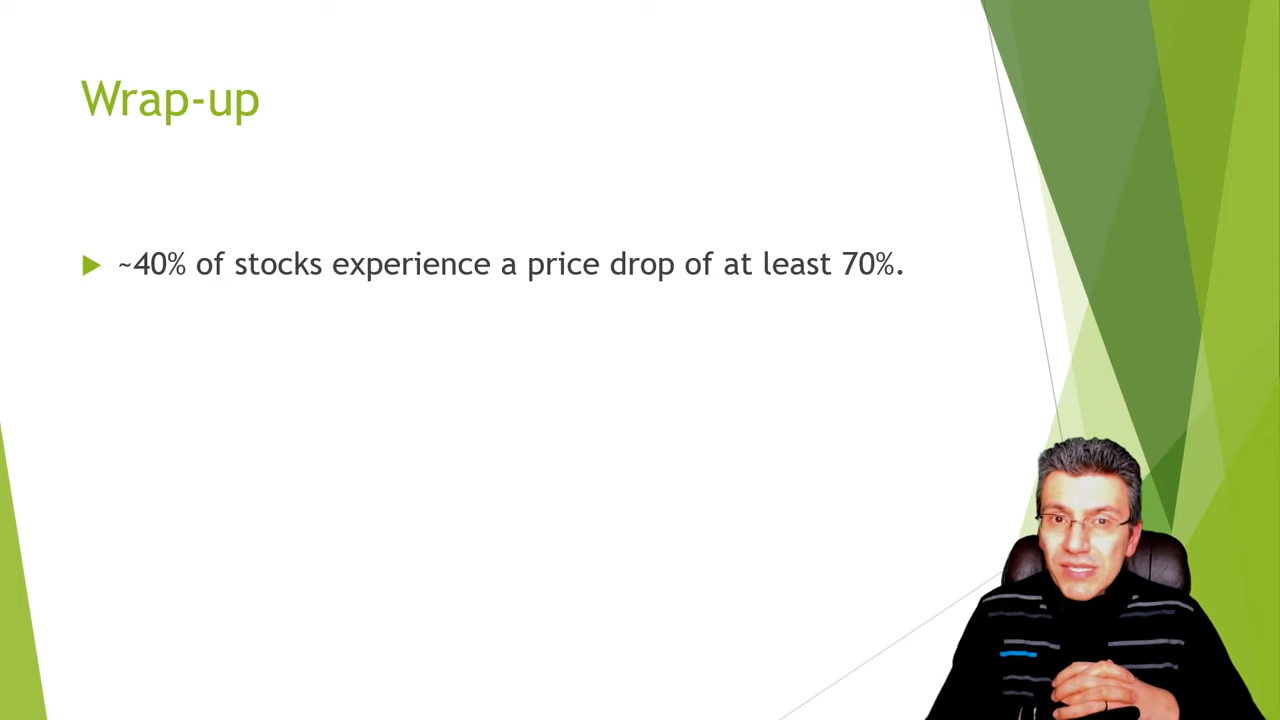 Wrap-up
~40% of stocks experience a price drop of at least 70%.